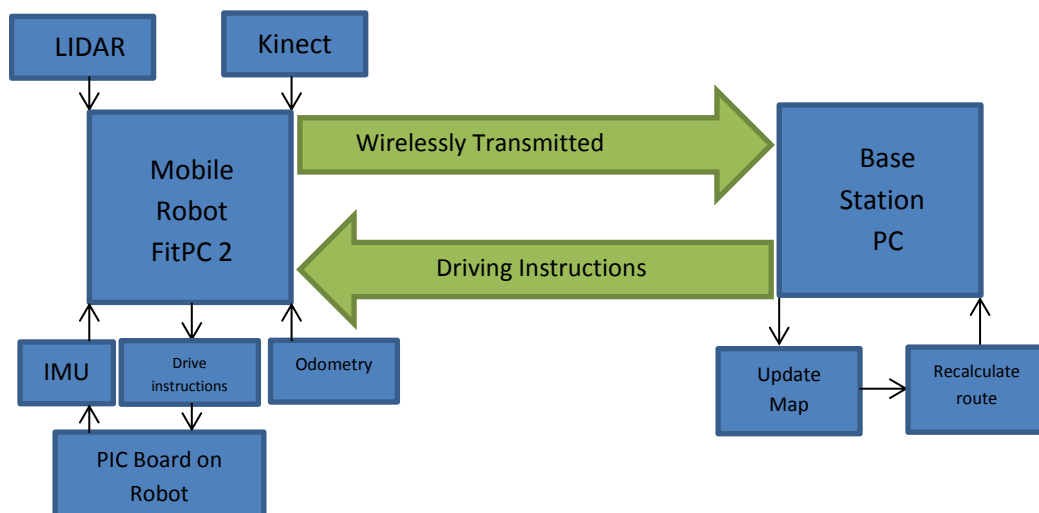 LIDAR
Kinect
Mobile
Robot
FitPC 2
Wirelessly Transmitted
Driving Instructions
Base
Station
PC
IMU
Drive
instructions
Odometry
PIC Board on
Robot
Update
Map
Recalculate
route